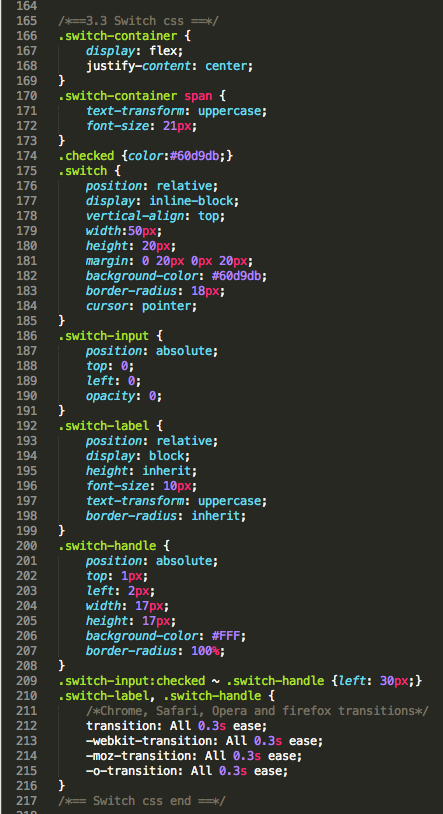 164
165 /*==3.3 Switch css ==*/
166 .switch-container {
167 display: flex;
168 justify-content: center;
169 }
170 .switch-container span {
171 text-transform: uppercase;
172 font-size: 21px;
173 }
174 .checked {color:#60d9db;}
175 .switch {
176 position: relative;
177 display: inline-block;
178 vertical-align: top;
179 width:50px;
180 height: 20px;
181 margin: 0 20px 0px 20px;
182 background-color: #60d9db;
183 border-radius: 18px;
184 cursor: pointer;
185 }
186 .switch-input {
187 position: absolute;
188 top: 0;
189 left: 0;
190 opacity: 0;
191 }
192 .switch-label {
193 position: relative;
194 display: block;
195 height: inherit;
196 font-size: 10px;
197 text-transform: uppercase;
198 border-radius: inherit;
199 }
200 .switch-handle {
201 position: absolute;
202 top: 1px;
203 left: 2px;
204 width: 17px;
205 height: 17px;
206 background-color: #FFF;
207 border-radius: 100%;
208 }
209 .switch-input:checked ~ .switch-handle {left: 30px;}
210 .switch-label, .switch-handle {
211 /*Chrome, Safari, Opera and firefox transitions*/
212 transition: All 0.3s ease;
213 -webkit-transition: All 0.3s ease;
214 -moz-transition: All 0.3s ease;
215 -o-transition: All 0.3s ease;
216 }
217 /*== Switch css end ==*/
218